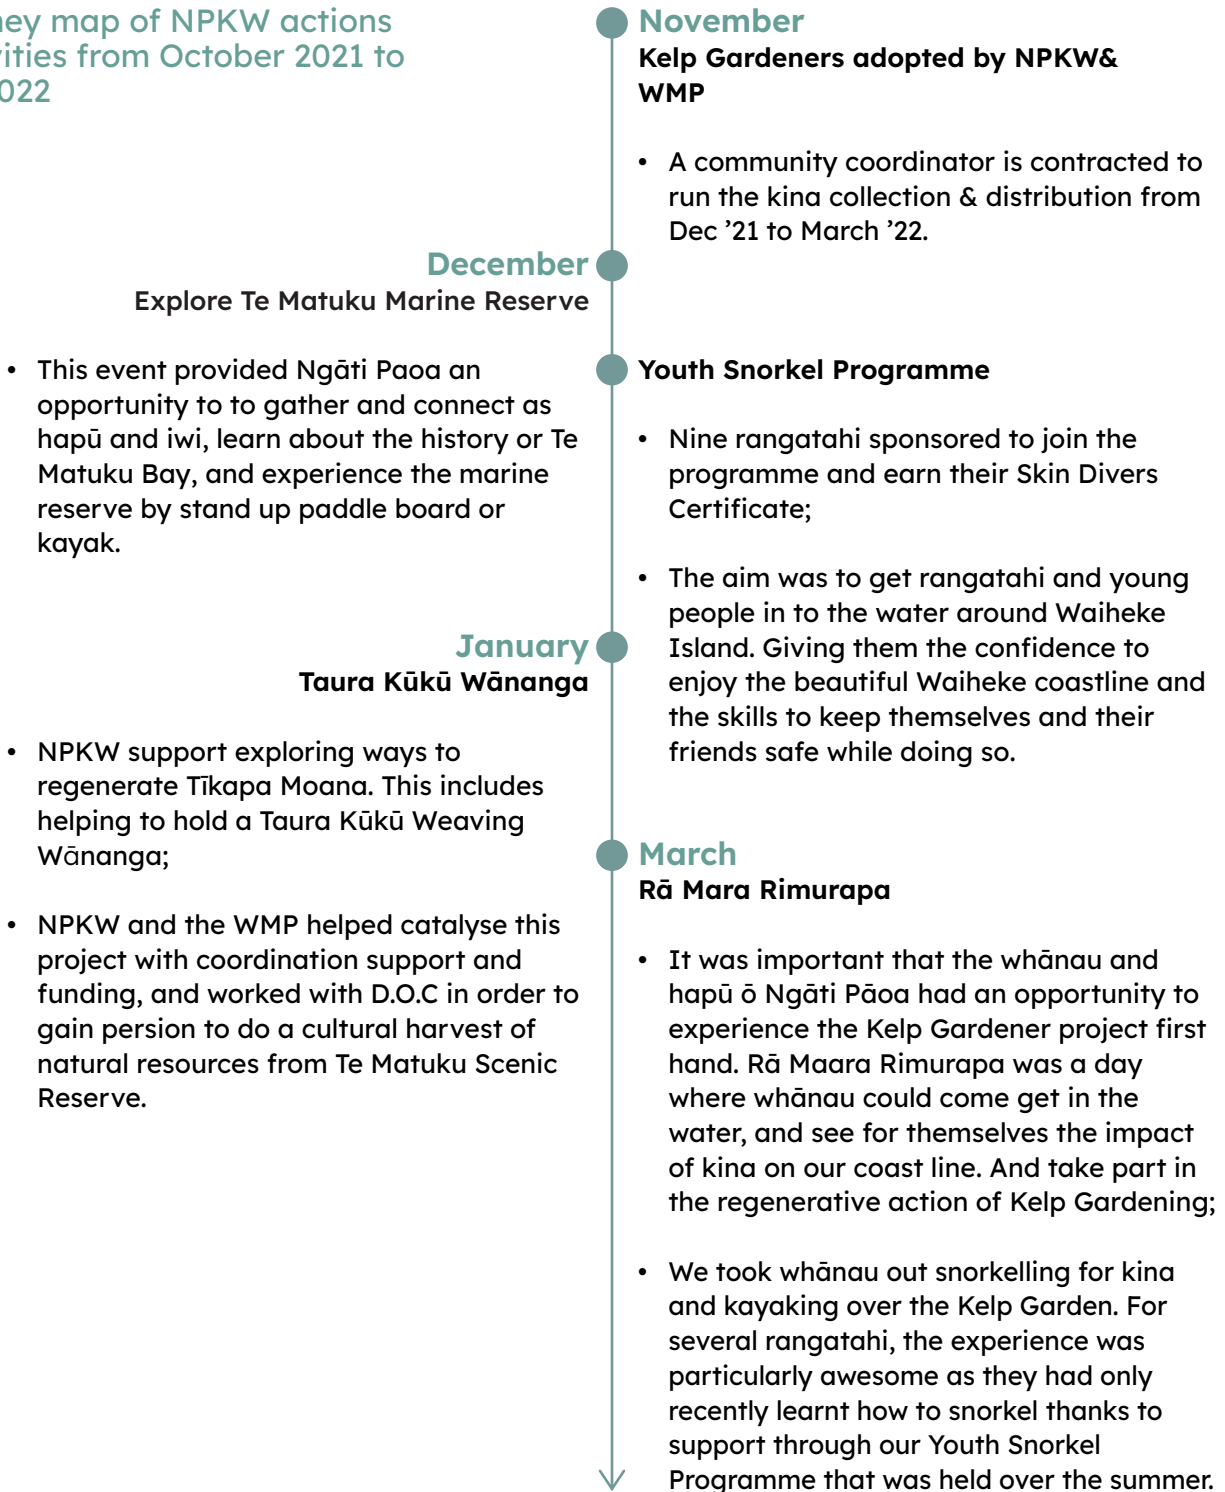 ney map of NPKW actions
vities from October 2021 to
022
November
Kelp Gardeners adopted by NPKW&
WMP
• A community coordinator is contracted to
run the kina collection & distribution from
Dec ’21 to March ’22.
December
Explore Te Matuku Marine Reserve
• This event provided Ngāti Paoa an
opportunity to to gather and connect as
hapū and iwi, learn about the history or Te
Matuku Bay, and experience the marine
reserve by stand up paddle board or
kayak.
Youth Snorkel Programme
• Nine rangatahi sponsored to join the
programme and earn their Skin Divers
Certificate;
• The aim was to get rangatahi and young
people in to the water around Waiheke
Island. Giving them the confidence to
enjoy the beautiful Waiheke coastline and
the skills to keep themselves and their
friends safe while doing so.
January
Taura Kūkū Wānanga
• NPKW support exploring ways to
regenerate Tīkapa Moana. This includes
helping to hold a Taura Kūkū Weaving
Wānanga;
• NPKW and the WMP helped catalyse this
project with coordination support and
funding, and worked with D.O.C in order to
gain persion to do a cultural harvest of
natural resources from Te Matuku Scenic
Reserve.
March
Rā Mara Rimurapa
• It was important that the whānau and
hapū ō Ngāti Pāoa had an opportunity to
experience the Kelp Gardener project first
hand. Rā Maara Rimurapa was a day
where whānau could come get in the
water, and see for themselves the impact
of kina on our coast line. And take part in
the regenerative action of Kelp Gardening;
• We took whānau out snorkelling for kina
and kayaking over the Kelp Garden. For
several rangatahi, the experience was
particularly awesome as they had only
recently learnt how to snorkel thanks to
support through our Youth Snorkel
Programme that was held over the summer.